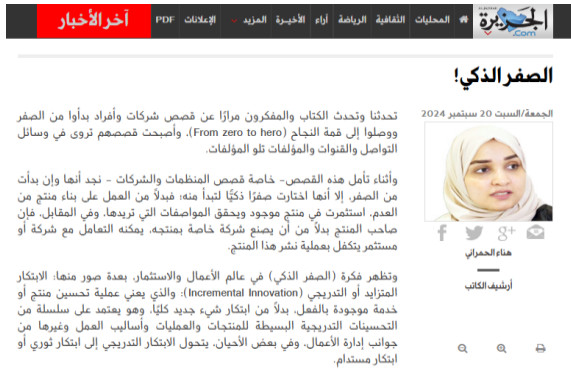 الجزيرة
.com
المحليات الثقافية الرياضة أراء الأخيـرة المزيد الإعلانات PDF
آخر الأخبار
الصفر الذكي!
الجمعة/السبت 20 سبتمبر 2024
هناء الحمراني
أرشيف الكاتب
تحدثنا وتحدث الكتاب والمفكرون مرارًا عن قصص شركات وأفراد بدأوا من الصفر
ووصلوا إلى قمة النجاح (From zero to hero)، وأصبحت قصصهم تروى في وسائل
التواصل والقنوات والمؤلفات تلو المؤلفات.
وأثناء تأمل هذه القصص- خاصة قصص المنظمات والشركات - نجد أنها وإن بدأت
من الصفر، إلا أنها اختارت صفرًا ذكيًّا لتبدأ منه؛ فبدلًا من العمل على بناء منتج من
العدم، استثمرت في منتج موجود ويحقق المواصفات التي تريدها. وفي المقابل، فإن
صاحب المنتج بدلًا من أن يصنع شركة خاصة بمنتجه، يمكنه التعامل مع شركة أو
مستثمر يتكفل بعملية نشر هذا المنتج.
وتظهر فكرة (الصفر الذكي) في عالم الأعمال والاستثمار، بعدة صور منها: الابتكار
المتزايد أو التدريجي (Incremental Innovation): والذي يعني عملية تحسين منتج أو
خدمة موجودة بالفعل، بدلاً من ابتكار شيء جديد كليًا، وهو يعتمد على سلسلة من
التحسينات التدريجية البسيطة للمنتجات والعمليات وأساليب العمل وغيرها من
جوانب إدارة الأعمال، وفي بعض الأحيان، يتحول الابتكار التدريجي إلى ابتكار ثوري أو
ابتكار مستدام.